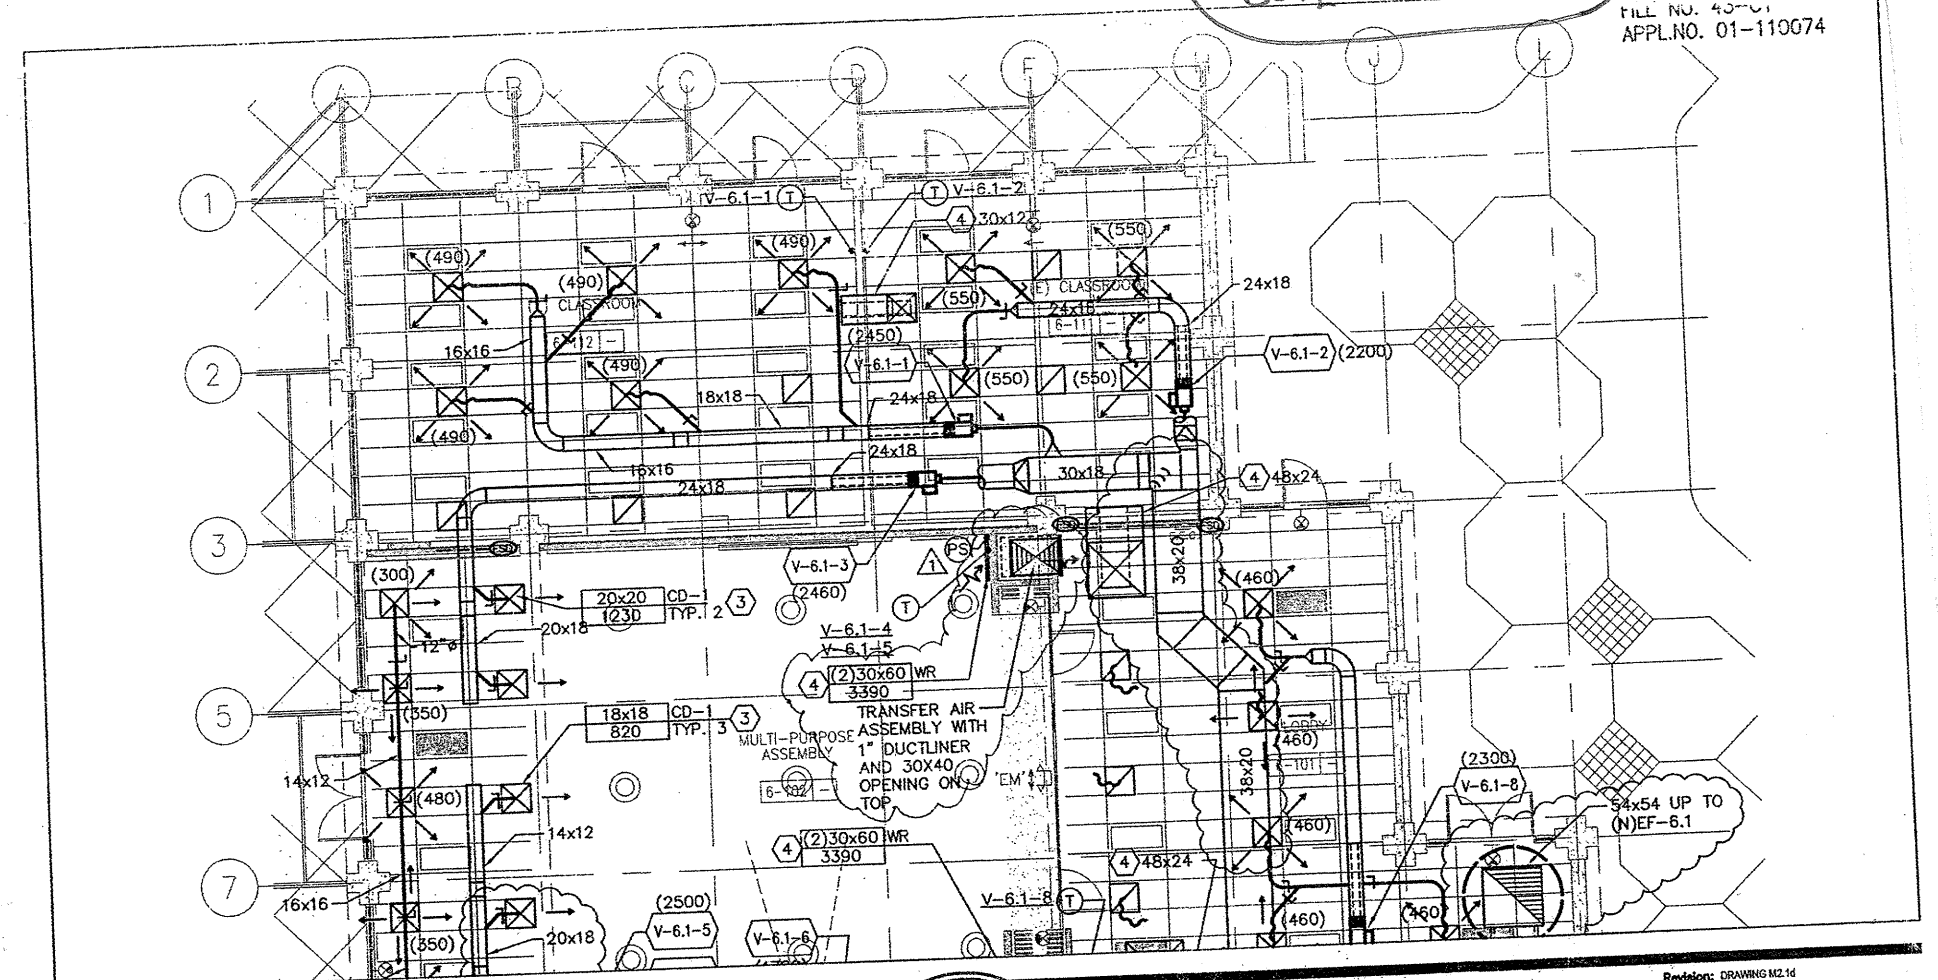 FILE NO. 43-01
APPL.NO. 01-110074
A
B
C
D
F
H
J
L
1
V-6.1-1 T
T V-6.1-2
4 30x12
(490)
(490)
(490)
(550)
CLASSROOM
6-112 -
(550)
(E) CLASSROOM
24x18
6-111 -
24x18
16x16
(2450)
V-6.1-1
V-6.1-2 (2200)
2
(490)
(550)
(550)
18x18
24x18
(490)
16x16
24x18
24x18
30x18
4 48x24
3
FSD
FSD
FSD
V-6.1-3
(2460)
1
PS
38x20
(300)
20x20 CD-1
1230 TYP. 2
3
T
(460)
12"ø
20x18
V-6.1-4
V-6.1-5
4
(2)30x60 WR
3390
5
(350)
18x18 CD-1
820 TYP. 3
3
MULTI-PURPOSE
ASSEMBLY
6-102 -
TRANSFER AIR
ASSEMBLY WITH
1" DUCTLINER
AND 30X40
OPENING ON
TOP
'EM'
LOBBY
(460)
-101 -
38x20
14x12
(480)
(2300)
V-6.1-8
54x54 UP TO
(N)EF-6.1
14x12
4
(2)30x60 WR
3390
(460)
4 48x24
7
16x16
V-6.1-8 T
(350)
20x18
(2500)
V-6.1-5
V-6.1-6
(460)
(460)
Revision: DRAWING M2.1d